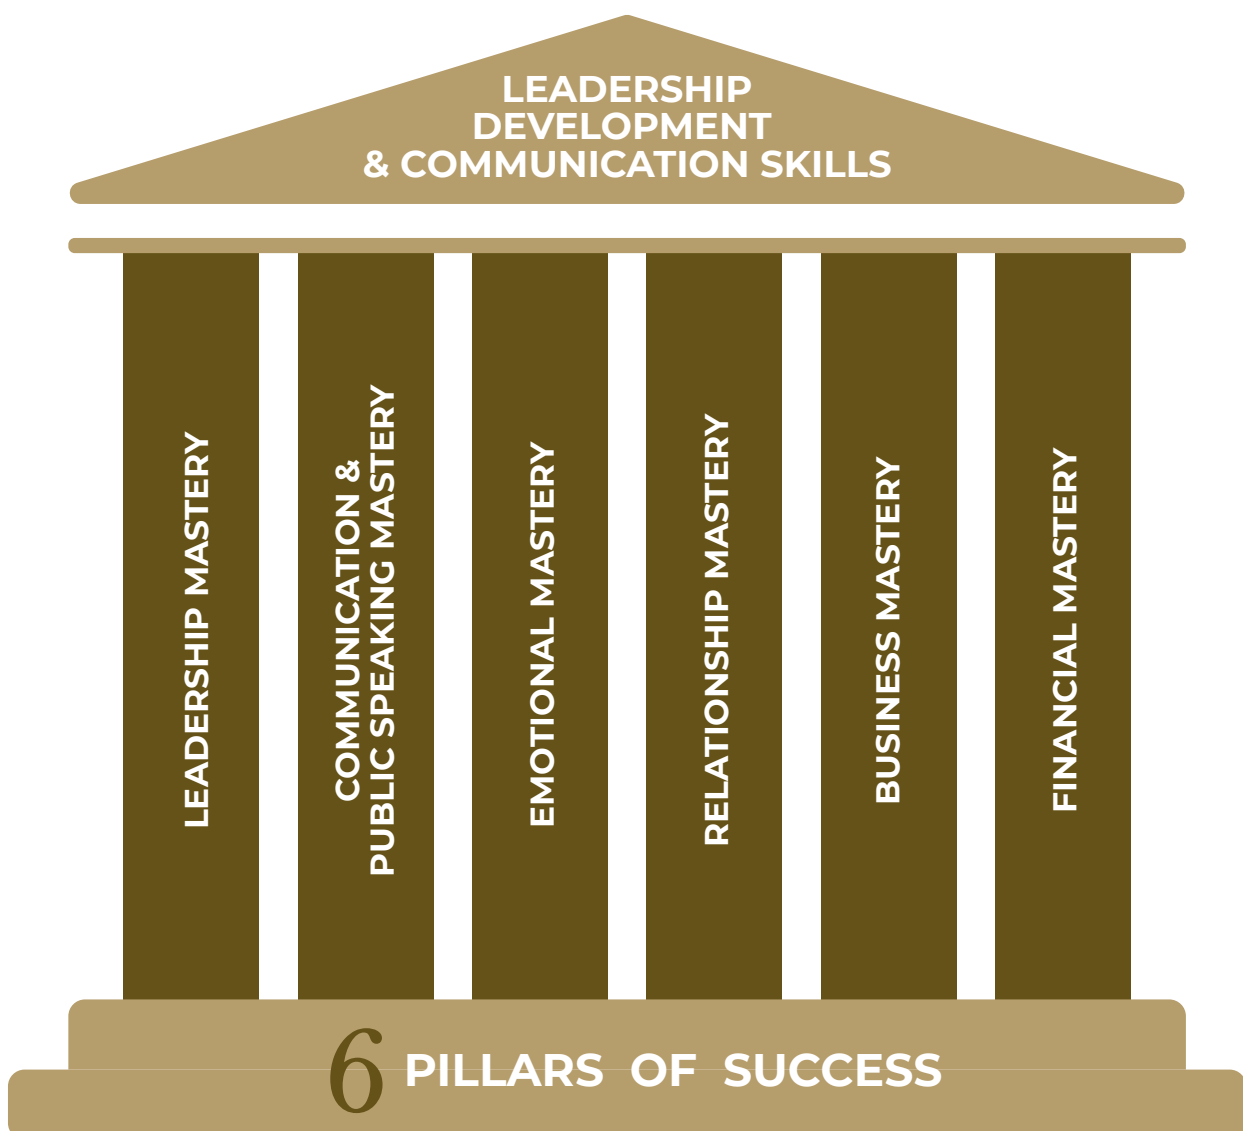 LEADERSHIP
DEVELOPMENT
& COMMUNICATION SKILLS
LEADERSHIP MASTERY
COMMUNICATION &
PUBLIC SPEAKING MASTERY
EMOTIONAL MASTERY
RELATIONSHIP MASTERY
BUSINESS MASTERY
FINANCIAL MASTERY
6 PILLARS OF SUCCESS